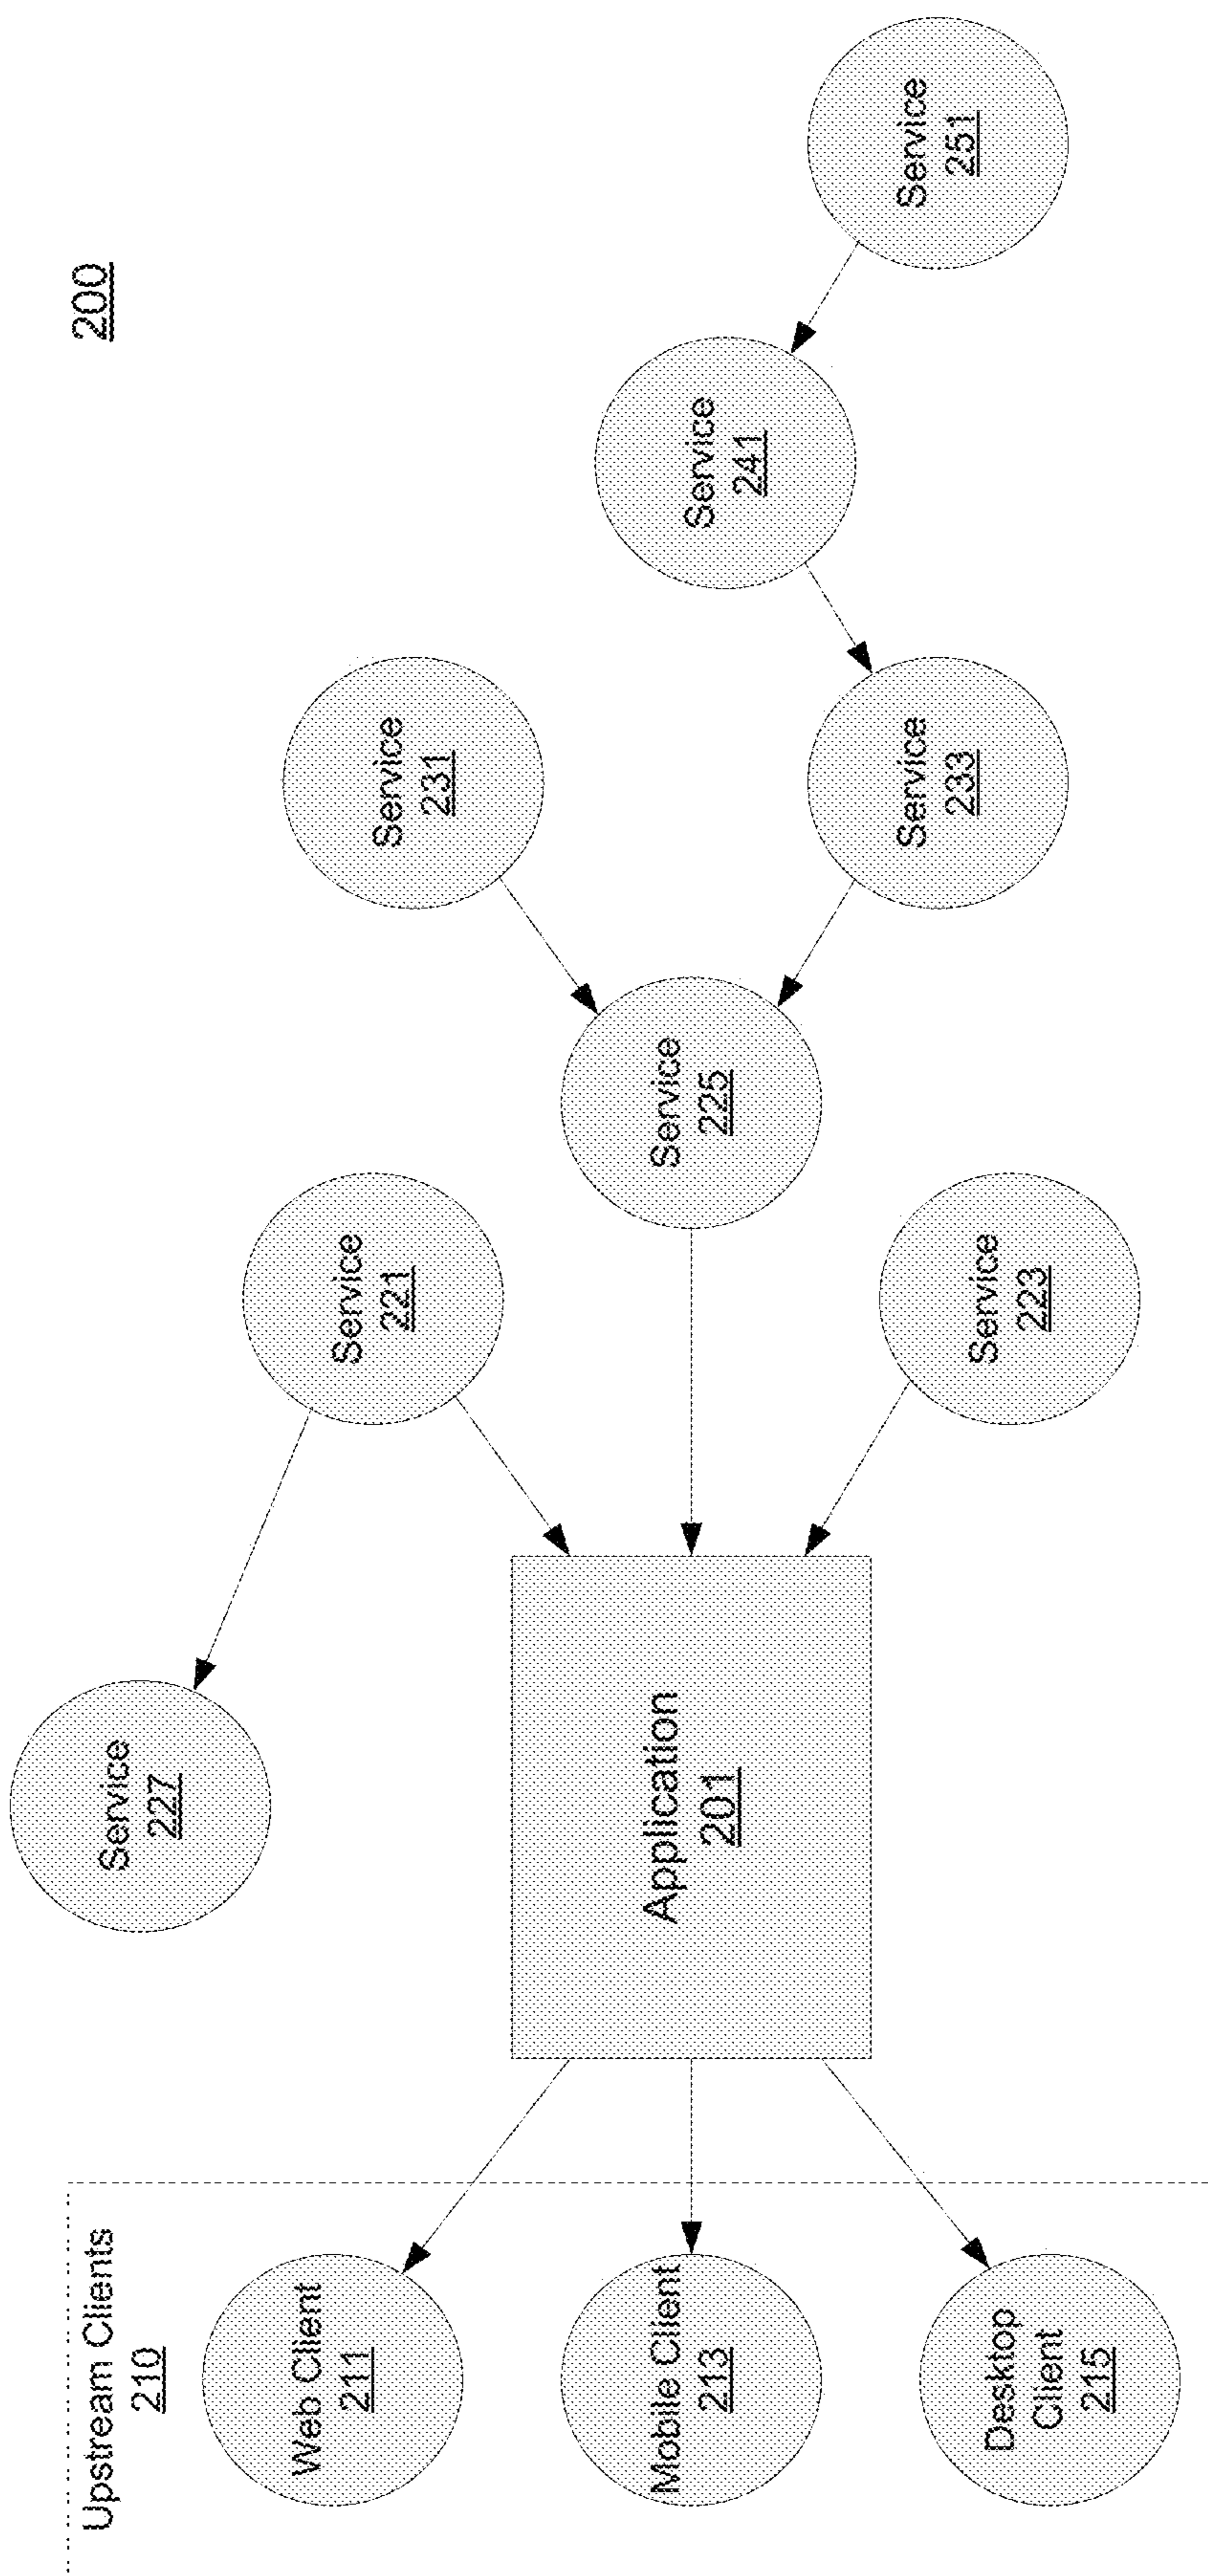 200
Upstream Clients
210
Web Client
211
Mobile Client
213
Desktop
Client
215
Application
201
Service
227
Service
221
Service
225
Service
223
Service
231
Service
233
Service
241
Service
251